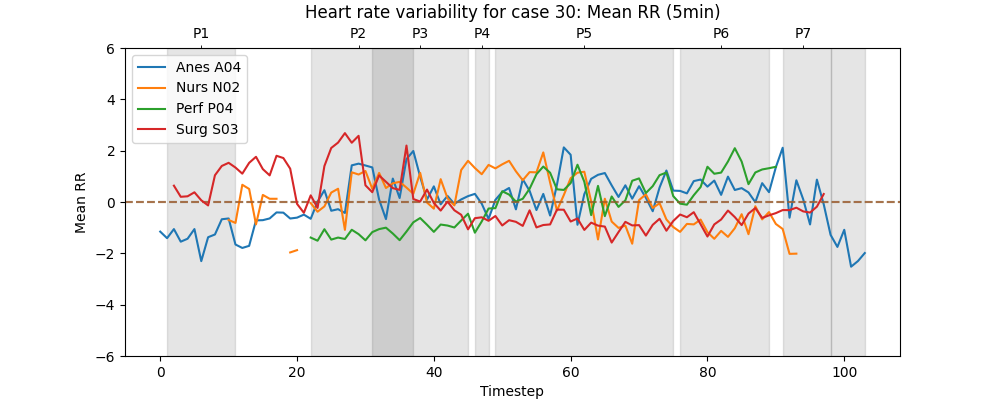 Heart rate variability for case 30: Mean RR (5min)
P1 P2 P3 P4 P5 P6 P7
Anes A04
Nurs N02
Perf P04
Surg S03
6
4
2
0
−2
−4
−6
Mean RR
0 20 40 60 80 100
Timestep